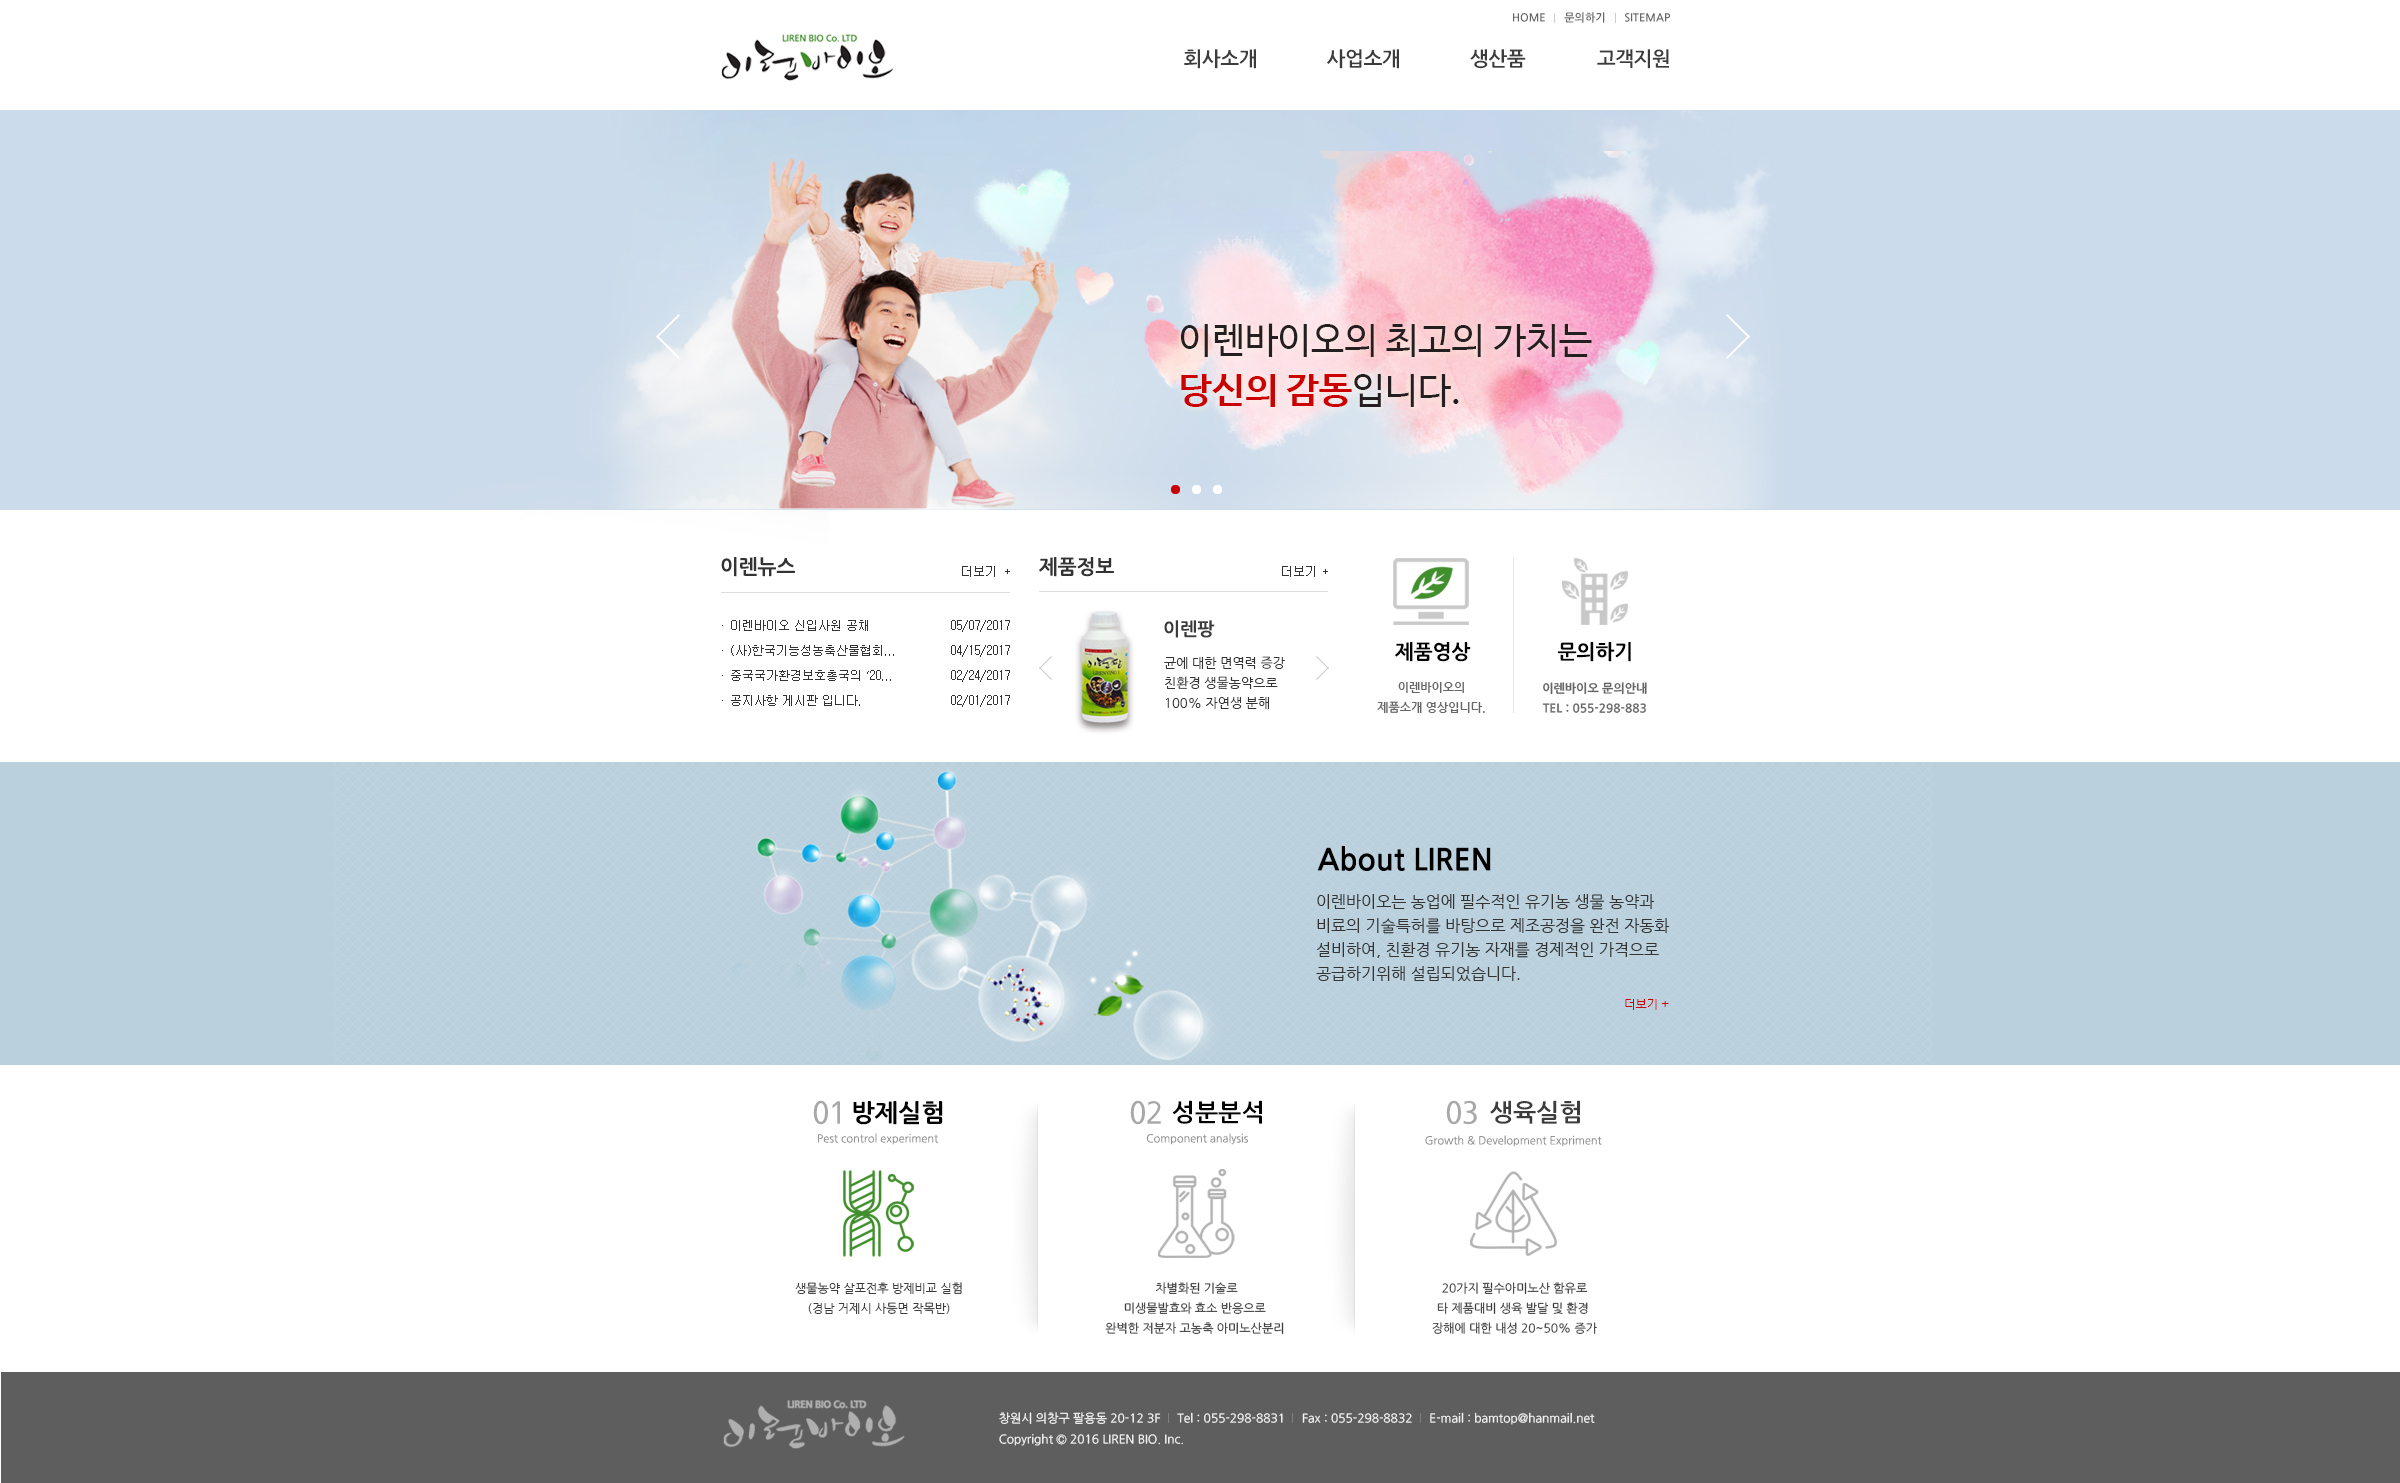 HOME 문의하기 SITEMAP
LIREN BIO Co. LTD
이렌바이오
회사소개 사업소개 생산품 고객지원
이렌바이오의 최고의 가치는
당신의 감동입니다.
이렌뉴스 더보기 +
· 이렌바이오 신입사원 공채 05/07/2017
· (사)한국기능성농축산물협회... 04/15/2017
· 중국국가환경보호총국의 '20... 02/24/2017
· 공지사항 게시판 입니다. 02/01/2017
제품정보 더보기 +
이렌팡
균에 대한 면역력 증강
친환경 생물농약으로
100% 자연생 분해
제품영상
이렌바이오의
제품소개 영상입니다.
문의하기
이렌바이오 문의안내
TEL : 055-298-883
About LIREN
이렌바이오는 농업에 필수적인 유기농 생물 농약과
비료의 기술특허를 바탕으로 제조공정을 완전 자동화
설비하여, 친환경 유기농 자재를 경제적인 가격으로
공급하기위해 설립되었습니다.
더보기 +
01 방제실험
Pest control experiment
생물농약 살포전후 방제비교 실험
(경남 거제시 사등면 작목반)
02 성분분석
Component analysis
차별화된 기술로
미생물발효와 효소 반응으로
완벽한 저분자 고농축 아미노산분리
03 생육실험
Growth & Development Expriment
20가지 필수아미노산 함유로
타 제품대비 생육 발달 및 환경
장해에 대한 내성 20~50% 증가
LIREN BIO Co. LTD
이렌바이오
창원시 의창구 팔용동 20-12 3F Tel : 055-298-8831 Fax : 055-298-8832 E-mail : bamtop@hanmail.net
Copyright © 2016 LIREN BIO. Inc.